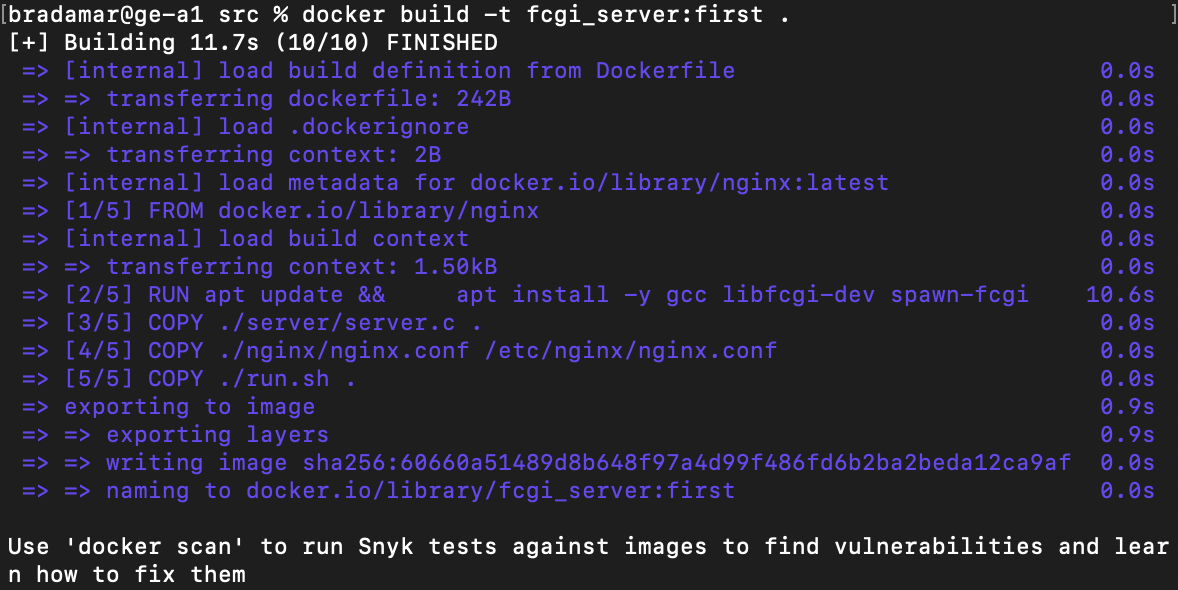 [bradamar@ge-a1 src % docker build -t fcgi_server:first . ]
[+] Building 11.7s (10/10) FINISHED
=> [internal] load build definition from Dockerfile 0.0s
=> => transferring dockerfile: 242B 0.0s
=> [internal] load .dockerignore 0.0s
=> => transferring context: 2B 0.0s
=> [internal] load metadata for docker.io/library/nginx:latest 0.0s
=> [1/5] FROM docker.io/library/nginx 0.0s
=> [internal] load build context 0.0s
=> => transferring context: 1.50kB 0.0s
=> [2/5] RUN apt update &&     apt install -y gcc libfcgi-dev spawn-fcgi 10.6s
=> [3/5] COPY ./server/server.c . 0.0s
=> [4/5] COPY ./nginx/nginx.conf /etc/nginx/nginx.conf 0.0s
=> [5/5] COPY ./run.sh . 0.0s
=> exporting to image 0.9s
=> => exporting layers 0.9s
=> => writing image sha256:60660a51489d8b648f97a4d99f486fd6b2ba2beda12ca9af 0.0s
=> => naming to docker.io/library/fcgi_server:first 0.0s
Use 'docker scan' to run Snyk tests against images to find vulnerabilities and lear
n how to fix them